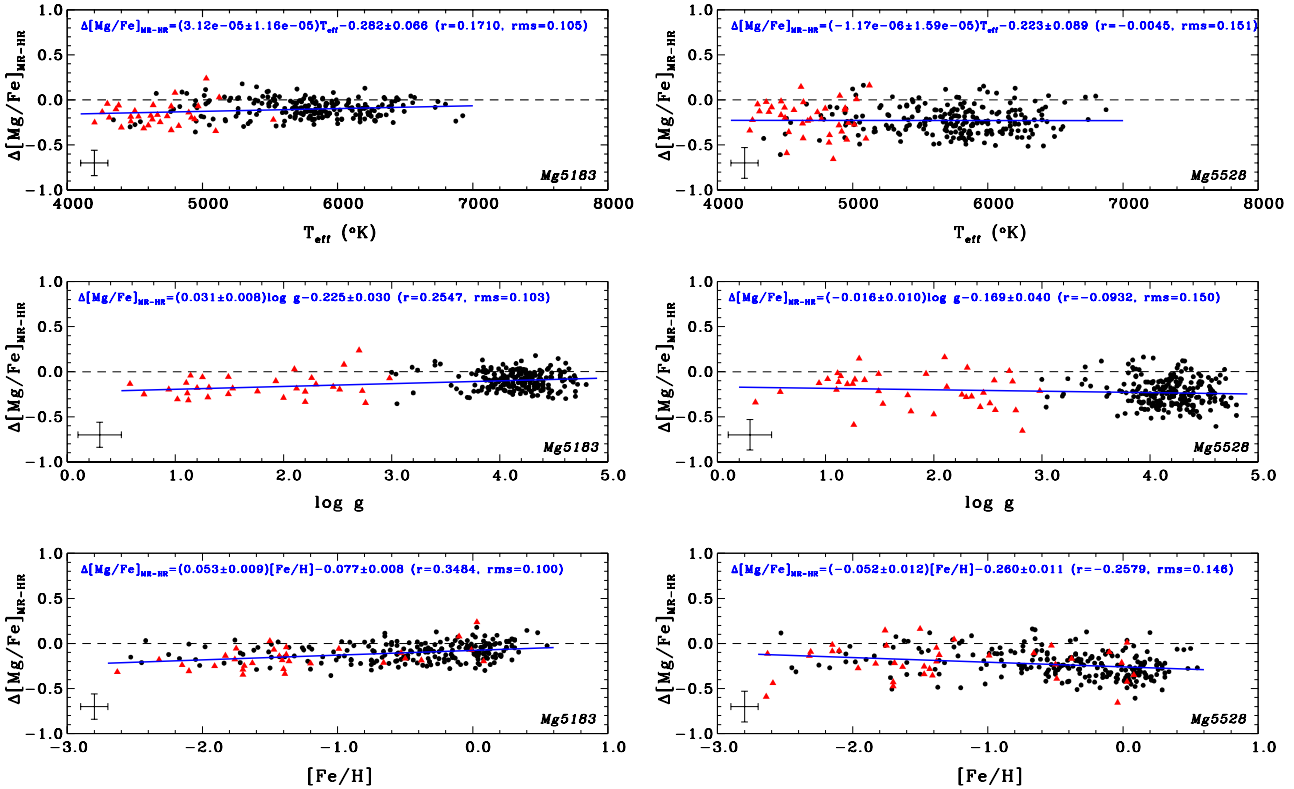 Δ[Mg/Fe]MR-HR=(3.12e-05±1.16e-05)Teff-0.282±0.066 (r=0.1710, rms=0.105)
Δ[Mg/Fe]MR-HR
0.5
0.0
-0.5
-1.0
Mg5183
4000 5000 6000 7000 8000
Teff (°K)
Δ[Mg/Fe]MR-HR=(-1.17e-06±1.59e-05)Teff-0.223±0.089 (r=-0.0045, rms=0.151)
Δ[Mg/Fe]MR-HR
0.5
0.0
-0.5
-1.0
Mg5528
4000 5000 6000 7000 8000
Teff (°K)
1.0
Δ[Mg/Fe]MR-HR=(0.031±0.008)log g-0.225±0.030 (r=0.2547, rms=0.103)
Δ[Mg/Fe]MR-HR
0.5
0.0
-0.5
-1.0
Mg5183
0.0 1.0 2.0 3.0 4.0 5.0
log g
1.0
Δ[Mg/Fe]MR-HR=(-0.016±0.010)log g-0.169±0.040 (r=-0.0932, rms=0.150)
Δ[Mg/Fe]MR-HR
0.5
0.0
-0.5
-1.0
Mg5528
0.0 1.0 2.0 3.0 4.0 5.0
log g
1.0
Δ[Mg/Fe]MR-HR=(0.053±0.009)[Fe/H]-0.077±0.008 (r=0.3484, rms=0.100)
Δ[Mg/Fe]MR-HR
0.5
0.0
-0.5
-1.0
Mg5183
-3.0 -2.0 -1.0 0.0 1.0
[Fe/H]
1.0
Δ[Mg/Fe]MR-HR=(-0.052±0.012)[Fe/H]-0.260±0.011 (r=-0.2579, rms=0.146)
Δ[Mg/Fe]MR-HR
0.5
0.0
-0.5
-1.0
Mg5528
-3.0 -2.0 -1.0 0.0 1.0
[Fe/H]